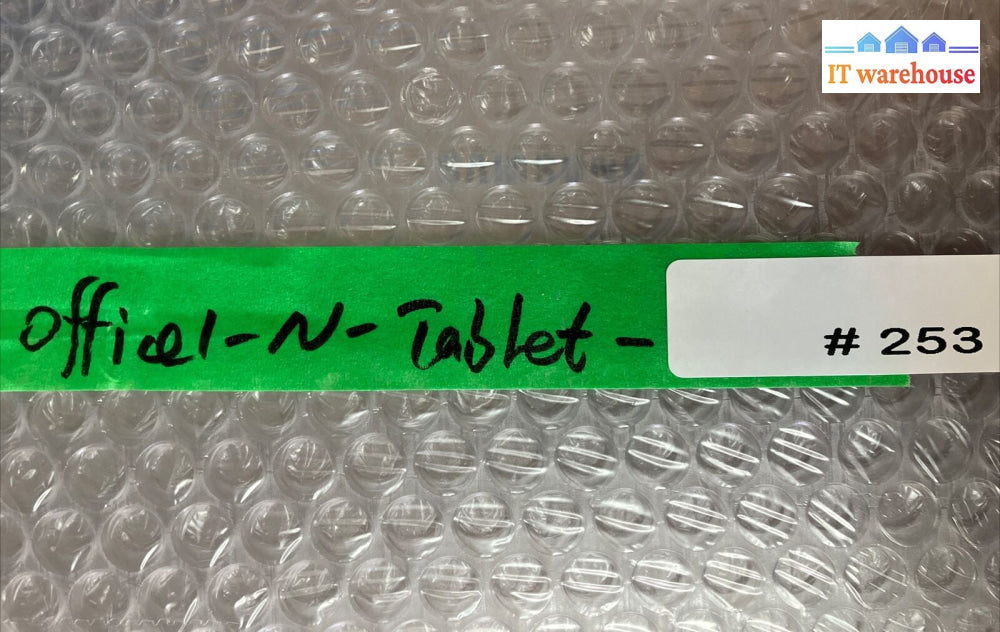 IT warehouse
Office1-N-Tablet- # 253